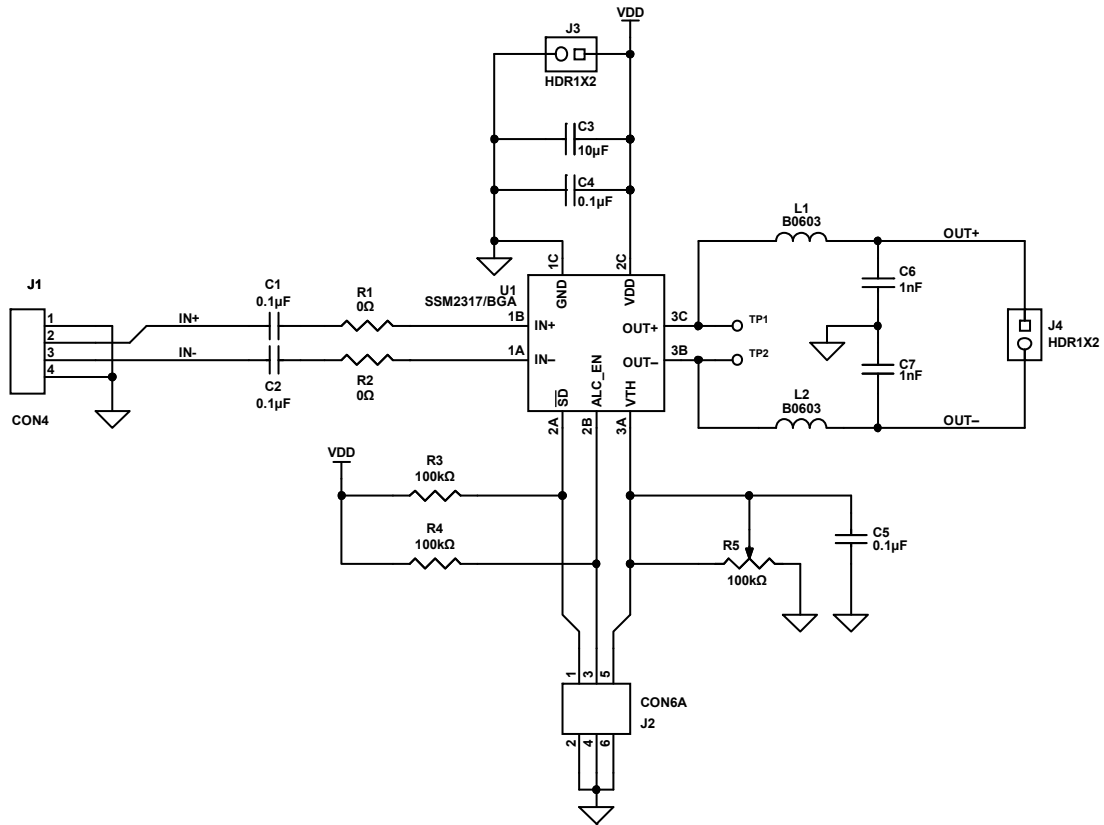 VDD
J3
HDR1X2
C3
10µF
C4
0.1µF
L1
B0603
OUT+
1C
2C
J1
C1
0.1µF
R1
0Ω
U1
SSM2317/BGA
GND
VDD
C6
1nF
1
2
3
4
IN+
IN-
1B
IN+
1A
IN–
OUT+
3C
TP1
OUT–
3B
TP2
J4
HDR1X2
C2
0.1µF
R2
0Ω
SD
ALC_EN
VTH
C7
1nF
L2
B0603
OUT–
CON4
2A
2B
3A
VDD
R3
100kΩ
R4
100kΩ
R5
100kΩ
C5
0.1µF
1
3
5
CON6A
J2
2
4
6